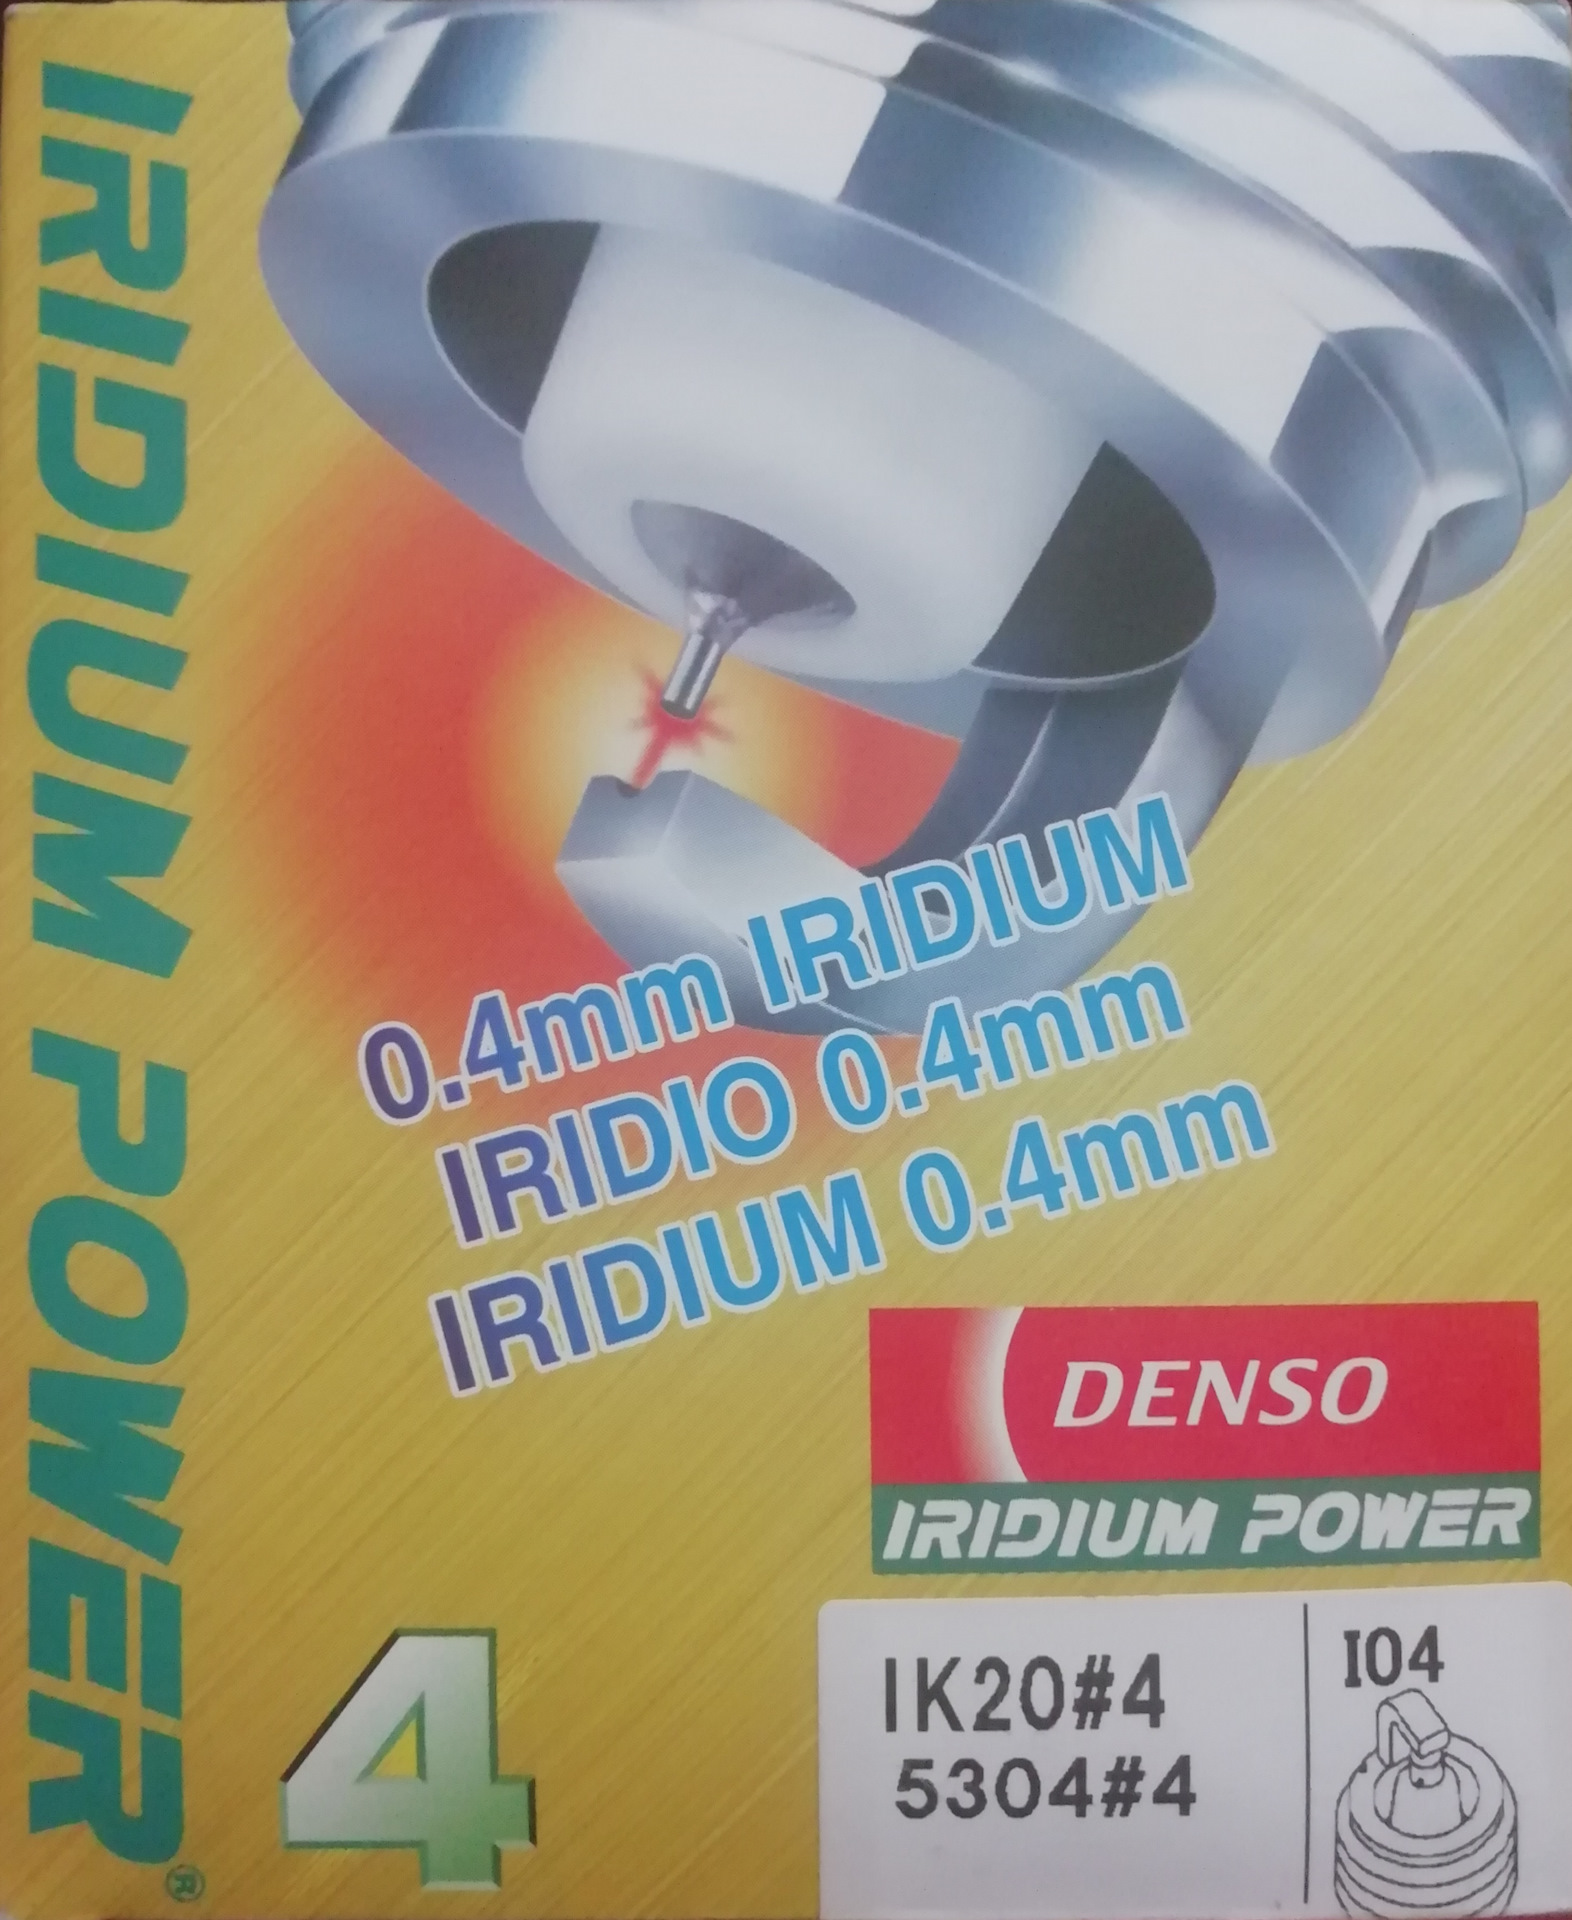 IRIDIUM POWER®
0.4mm IRIDIUM
IRIDIO 0.4mm
IRIDIUM 0.4mm
DENSO
IRIDIUM POWER
4
IK20#4
5304#4
I04